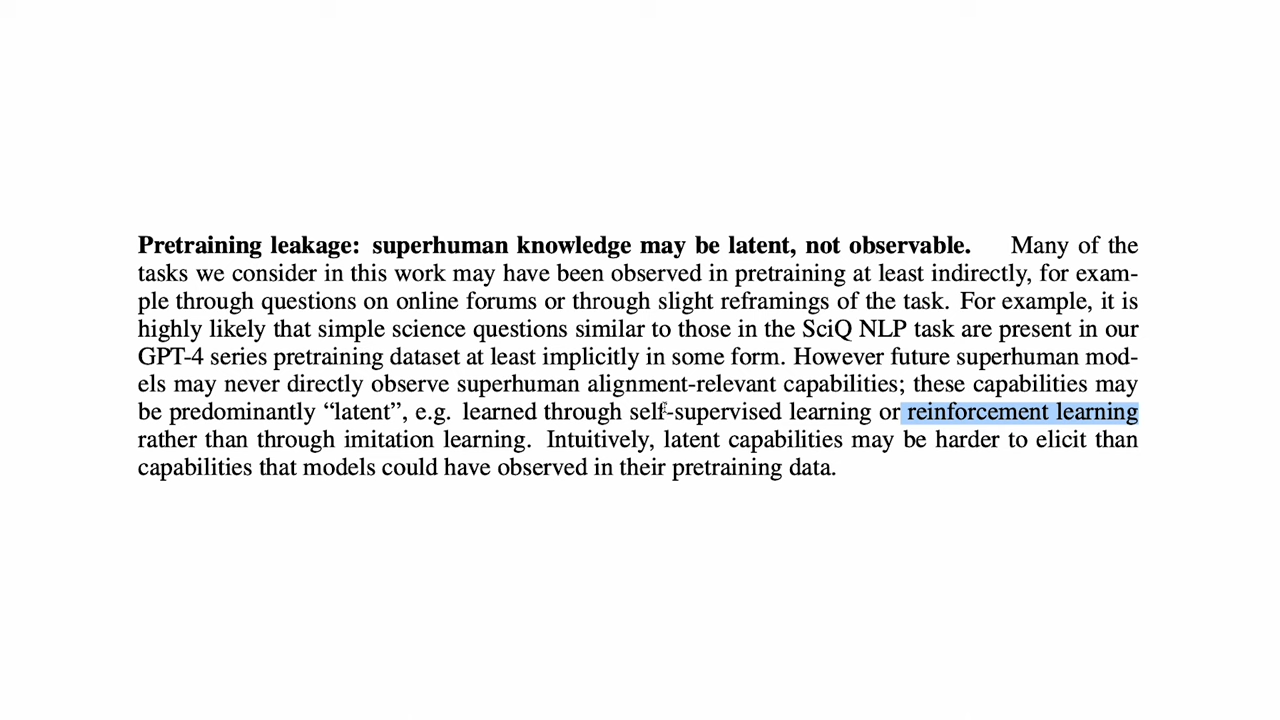 Pretraining leakage: superhuman knowledge may be latent, not observable. Many of the
tasks we consider in this work may have been observed in pretraining at least indirectly, for exam-
ple through questions on online forums or through slight reframings of the task. For example, it is
highly likely that simple science questions similar to those in the SciQ NLP task are present in our
GPT-4 series pretraining dataset at least implicitly in some form. However future superhuman mod-
els may never directly observe superhuman alignment-relevant capabilities; these capabilities may
be predominantly “latent”, e.g. learned through self-supervised learning or reinforcement learning
rather than through imitation learning. Intuitively, latent capabilities may be harder to elicit than
capabilities that models could have observed in their pretraining data.